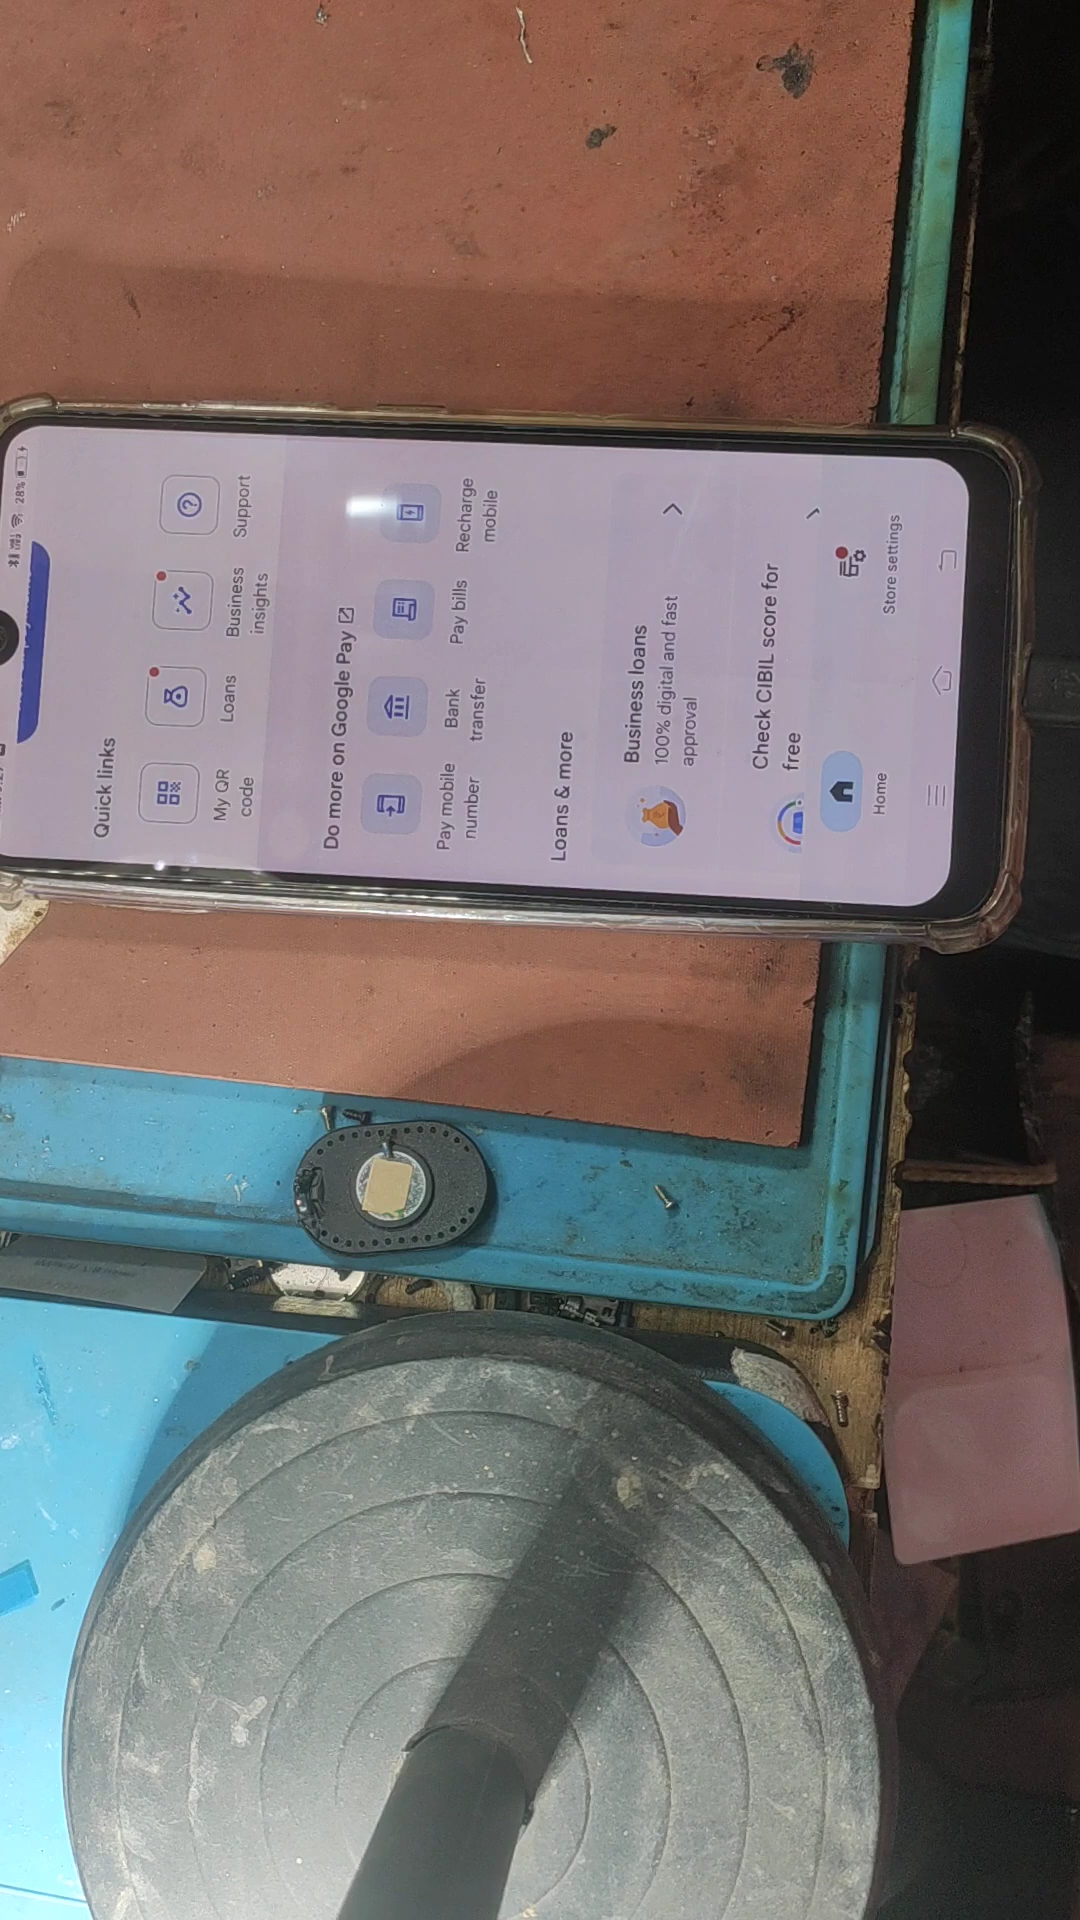 28%
Quick links
My QR
code
Loans
Business
insights
Support
Do more on Google Pay
Pay mobile
number
Bank
transfer
Pay bills
Recharge
mobile
Loans & more
Business loans
100% digital and fast
approval
Check CIBIL score for
free
Home
Store settings